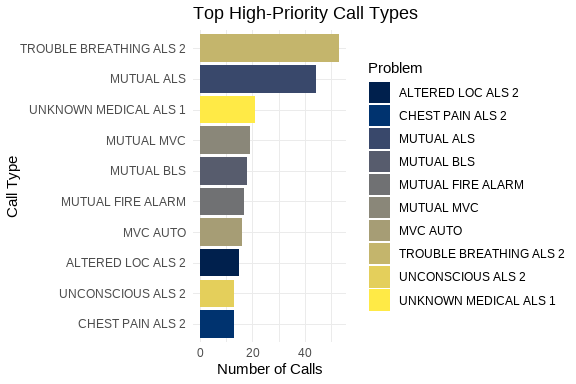 Top High-Priority Call Types
Call Type
TROUBLE BREATHING ALS 2
MUTUAL ALS
UNKNOWN MEDICAL ALS 1
MUTUAL MVC
MUTUAL BLS
MUTUAL FIRE ALARM
MVC AUTO
ALTERED LOC ALS 2
UNCONSCIOUS ALS 2
CHEST PAIN ALS 2
0 20 40
Number of Calls
Problem
ALTERED LOC ALS 2
CHEST PAIN ALS 2
MUTUAL ALS
MUTUAL BLS
MUTUAL FIRE ALARM
MUTUAL MVC
MVC AUTO
TROUBLE BREATHING ALS 2
UNCONSCIOUS ALS 2
UNKNOWN MEDICAL ALS 1